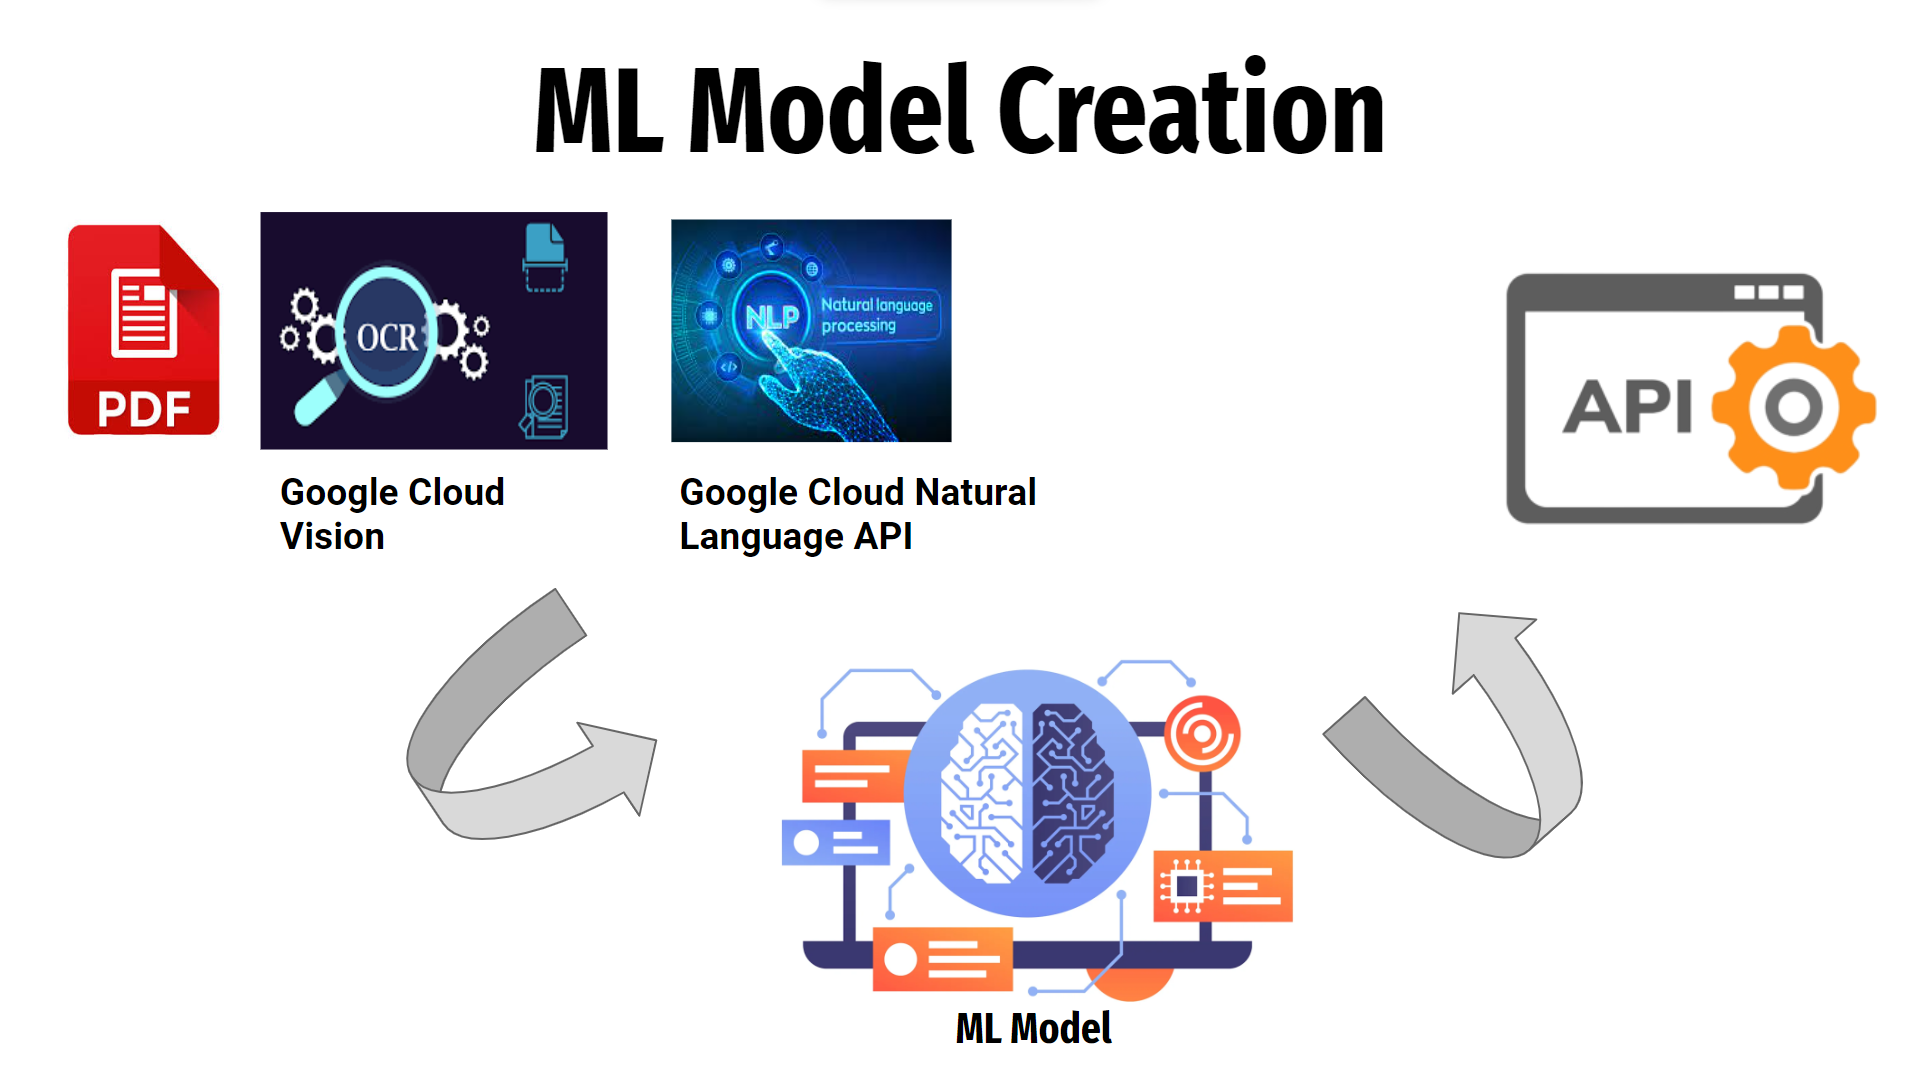 ML Model Creation
PDF
OCR
NLP
Natural language
processing
API
Google Cloud
Vision
Google Cloud Natural
Language API
ML Model